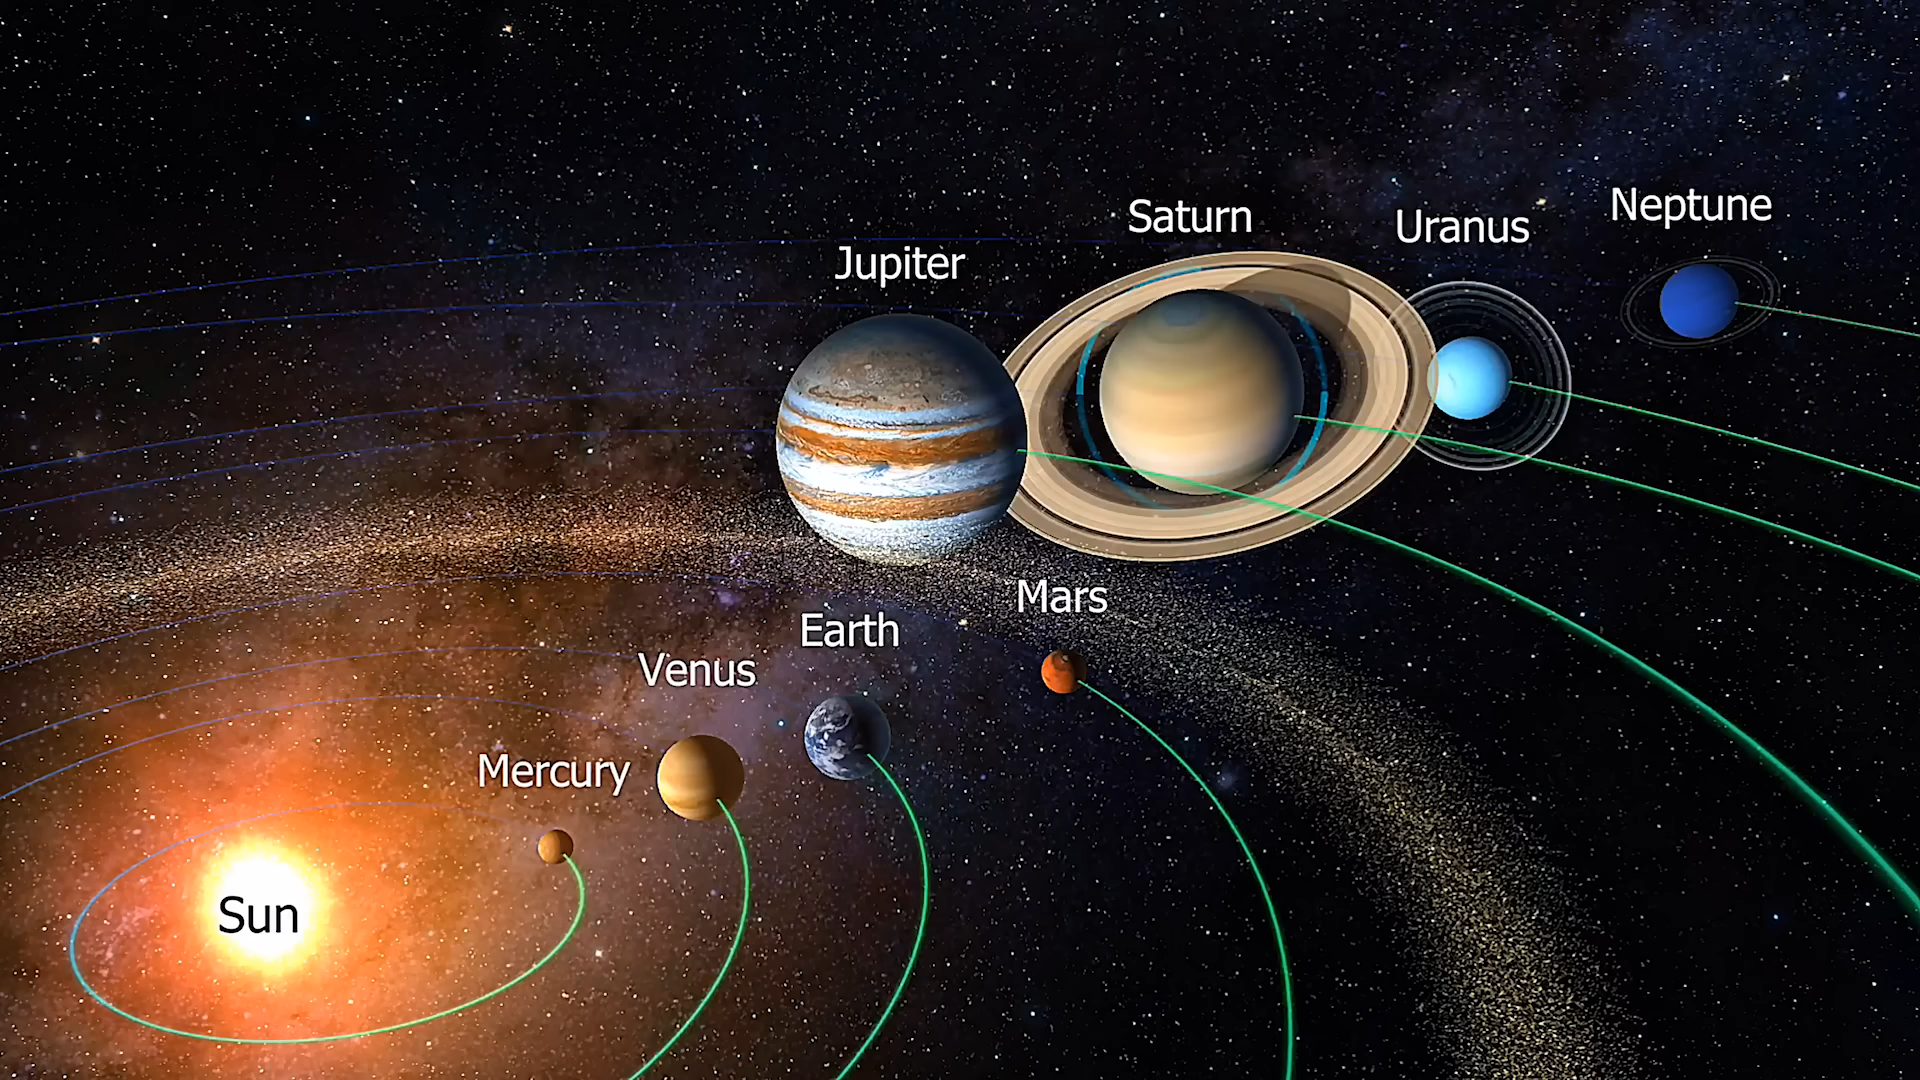 Neptune
Saturn
Uranus
Jupiter
Mars
Earth
Venus
Mercury
Sun